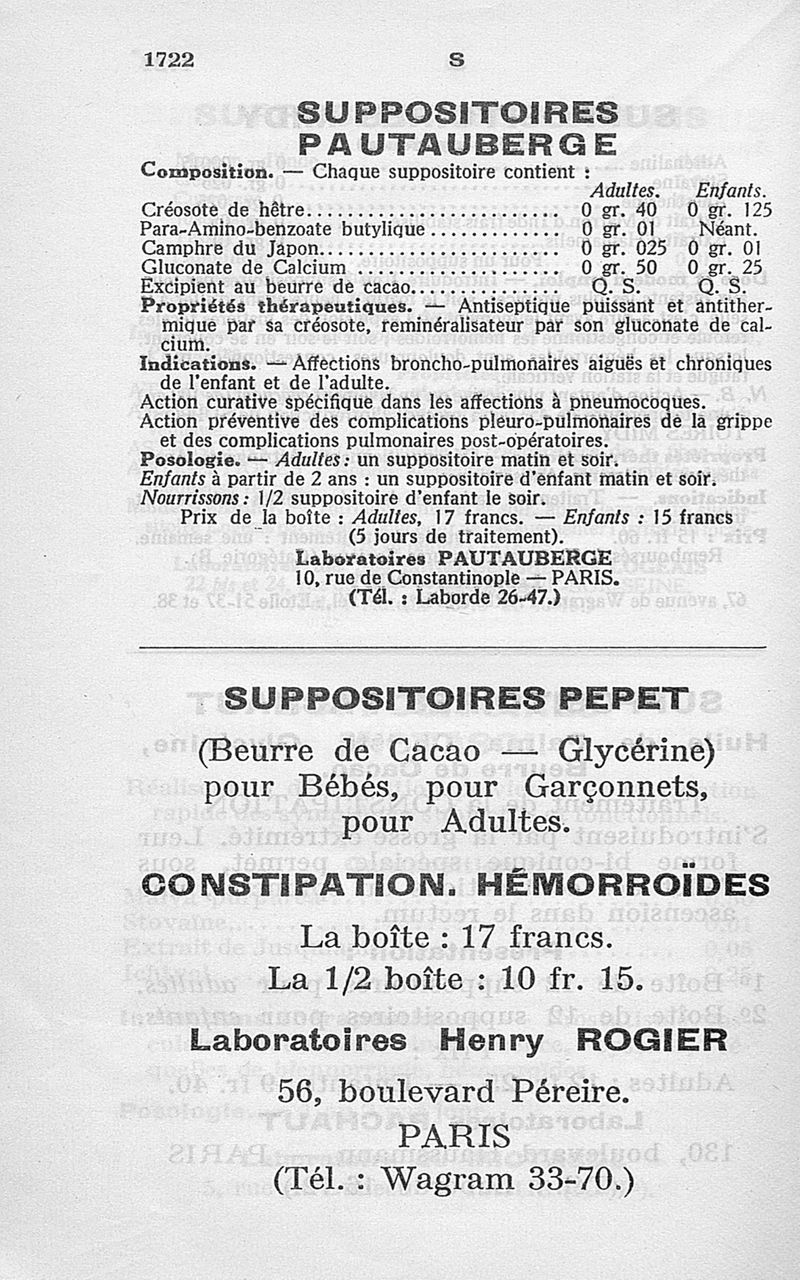 1722 S
SUPPOSITOIRES
PAUTAUBERGE
Composition. — Chaque suppositoire contient :
Adultes. Enfants.
Créosote de hêtre......................... 0 gr. 40 0 gr. 125
Para-Amino-benzoate butylique ............. 0 gr. 01 Néant.
Camphre du Japon........................ 0 gr. 025 0 gr. 01
Gluconate de Calcium .................... 0 gr. 50 0 gr. 25
Excipient au beurre de cacao............... Q. S. Q. S.
Propriétés thérapeutiques. — Antiseptique puissant et antither-
mique par sa créosote, reminéralisateur par son gluconate de cal-
cium.
Indications. — Affections broncho-pulmonaires aiguës et chroniques
de l'enfant et de l'adulte.
Action curative spécifique dans les affections à pneumocoques.
Action préventive des complications pleuro-pulmonaires de la grippe
et des complications pulmonaires post-opératoires.
Posologie. — Adultes : un suppositoire matin et soir.
Enfants à partir de 2 ans : un suppositoire d'enfant matin et soir.
Nourrissons : 1/2 suppositoire d'enfant le soir.
Prix de la boîte : Adultes, 17 francs. — Enfants : 15 francs
(5 jours de traitement).
Laboratoires PAUTAUBERGE
10, rue de Constantinople — PARIS.
(Tél. : Laborde 26-47.)
SUPPOSITOIRES PEPET
(Beurre de Cacao — Glycérine)
pour Bébés, pour Garçonnets,
pour Adultes.
CONSTIPATION. HÉMORROÏDES
La boîte : 17 francs.
La 1/2 boîte : 10 fr. 15.
Laboratoires Henry ROGIER
56, boulevard Péreire.
PARIS
(Tél. : Wagram 33-70.)